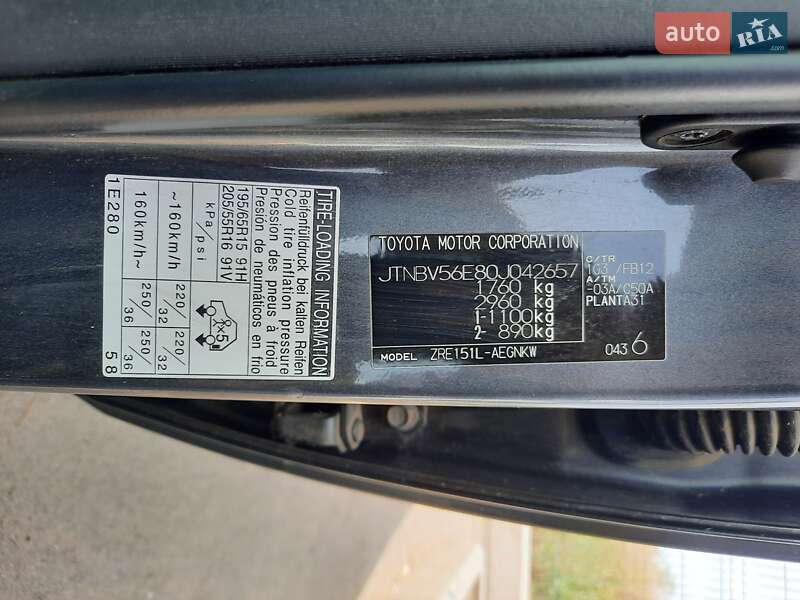 auto RIA
.com
TIRE-LOADING INFORMATION
Reifenfülldruck bei kalten Reifen
Cold tire inflation pressure
Pression des pneus à froid
Presión de neumáticos en frio
195/65R15 91H
205/55R16 91V
kPa/psi
×5
~160km/h
220/32
220/32
160km/h~
250/36
250/36
1E280
58
TOYOTA MOTOR CORPORATION
JTNBV56E80J042657
1760 kg
2960 kg
1-1100kg
2- 890kg
MODEL ZRE151L-AEGNKW
C/TR
1G3 /FB12
A/TM
-03A/C50A
PLANTA31
043 6